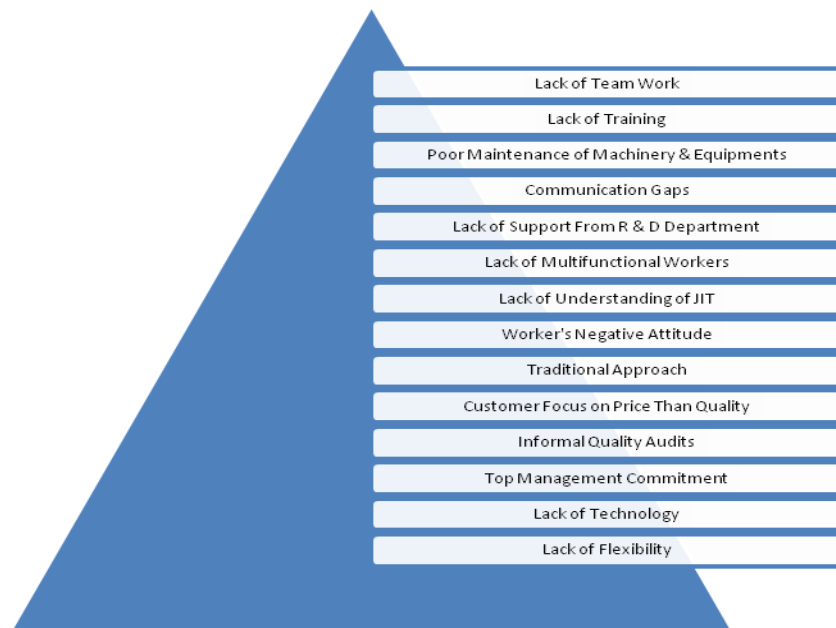 Lack of Team Work
Lack of Training
Poor Maintenance of Machinery & Equipments
Communication Gaps
Lack of Support From R & D Department
Lack of Multifunctional Workers
Lack of Understanding of JIT
Worker's Negative Attitude
Traditional Approach
Customer Focus on Price Than Quality
Informal Quality Audits
Top Management Commitment
Lack of Technology
Lack of Flexibility